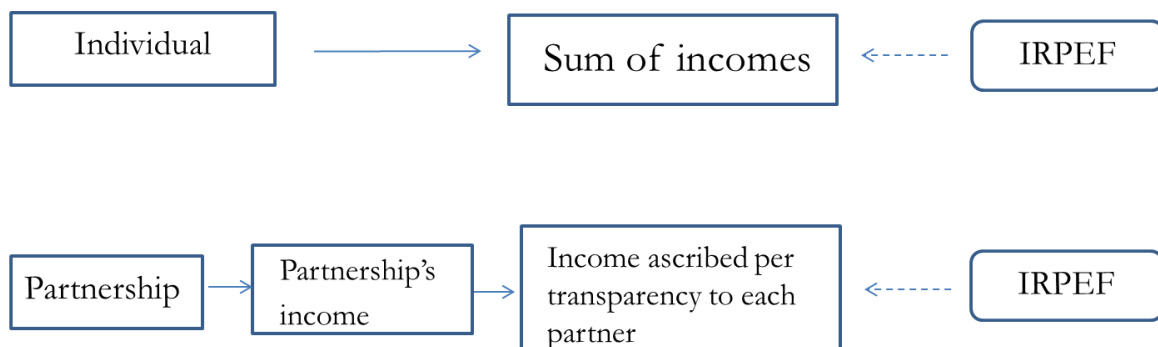 Individual
Sum of incomes
IRPEF
Partnership
Partnership's
income
Income ascribed per
transparency to each
partner
IRPEF